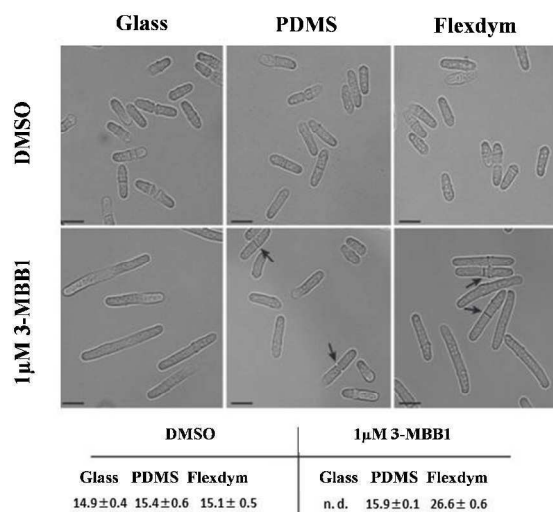 Glass PDMS Flexdym
DMSO
1µM 3-MBB1
DMSO 1µM 3-MBB1
Glass PDMS Flexdym Glass PDMS Flexdym
14.9±0.4 15.4±0.6 15.1± 0.5 n. d. 15.9±0.1 26.6± 0.6